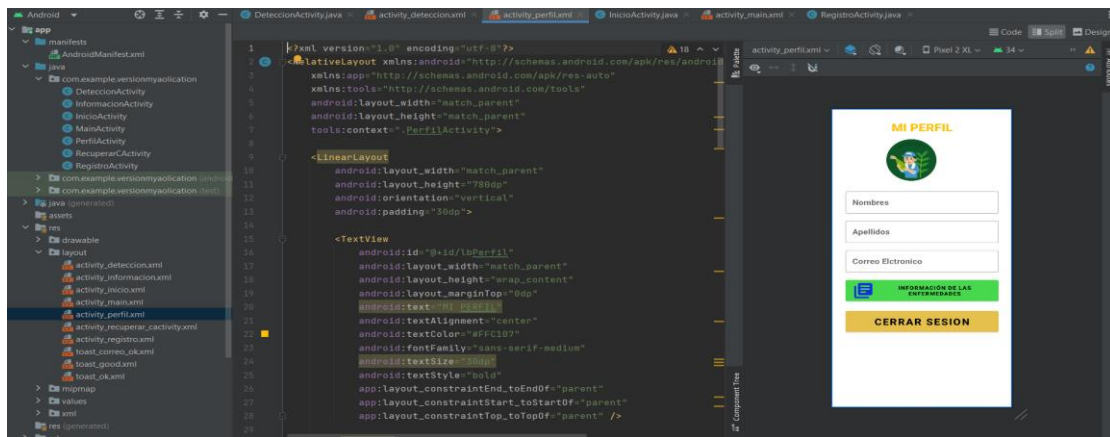 Android
DeteccionActivity.java
activity_deteccion.xml
activity_perfil.xml
InicioActivity.java
activity_main.xml
RegistroActivity.java
Code
Split
Design
app
manifests
AndroidManifest.xml
java
com.example.versionmyaolication
DeteccionActivity
InformacionActivity
InicioActivity
MainActivity
PerfilActivity
RecuperarCActivity
RegistroActivity
com.example.versionmyaolication
com.example.versionmyaolication (test)
java (generated)
assets
res
drawable
layout
activity_deteccion.xml
activity_informacion.xml
activity_inicio.xml
activity_main.xml
activity_perfil.xml
activity_recuperar_cactivity.xml
activity_registro.xml
toast_correo_ok.xml
toast_good.xml
toast_ok.xml
mipmap
values
xml
res (generated)
18
1 <?xml version="1.0" encoding="utf-8"?>
2 <RelativeLayout xmlns:android="http://schemas.android.com/apk/res/android
3 xmlns:app="http://schemas.android.com/apk/res-auto"
4 xmlns:tools="http://schemas.android.com/tools"
5 android:layout_width="match_parent"
6 android:layout_height="match_parent"
7 tools:context=".PerfilActivity">
8
9 <LinearLayout
10 android:layout_width="match_parent"
11 android:layout_height="780dp"
12 android:orientation="vertical"
13 android:padding="30dp">
14
15 <TextView
16 android:id="@+id/lbPerfil"
17 android:layout_width="match_parent"
18 android:layout_height="wrap_content"
19 android:layout_marginTop="0dp"
20 android:text="MI PERFIL"
21 android:textAlignment="center"
22 android:textColor="#FFC107"
23 android:fontFamily="sans-serif-medium"
24 android:textSize="30dp"
25 android:textStyle="bold"
26 app:layout_constraintEnd_toEndOf="parent"
27 app:layout_constraintStart_toStartOf="parent"
28 app:layout_constraintTop_toTopOf="parent" />
29
Palette
Component Tree
activity_perfil.xml
Pixel 2 XL
34
MI PERFIL
Nombres
Apellidos
Correo Elctronico
INFORMACIÓN DE LAS
ENFERMEDADES
CERRAR SESION